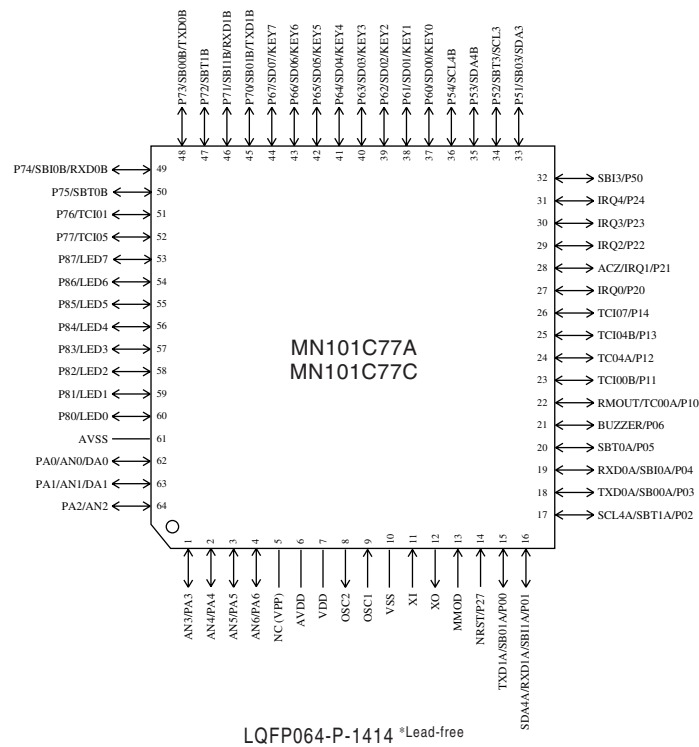 P73/SB00B/TXD0B
P72/SBT1B
P71/SBI1B/RXD1B
P70/SB01B/TXD1B
P67/SD07/KEY7
P66/SD06/KEY6
P65/SD05/KEY5
P64/SD04/KEY4
P63/SD03/KEY3
P62/SD02/KEY2
P61/SD01/KEY1
P60/SD00/KEY0
P54/SCL4B
P53/SDA4B
P52/SBT3/SCL3
P51/SB03/SDA3
48 47 46 45 44 43 42 41 40 39 38 37 36 35 34 33
P74/SBI0B/RXD0B 49
P75/SBT0B 50
P76/TCI01 51
P77/TCI05 52
P87/LED7 53
P86/LED6 54
P85/LED5 55
P84/LED4 56
P83/LED3 57
P82/LED2 58
P81/LED1 59
P80/LED0 60
AVSS 61
PA0/AN0/DA0 62
PA1/AN1/DA1 63
PA2/AN2 64
MN101C77A
MN101C77C
32 SBI3/P50
31 IRQ4/P24
30 IRQ3/P23
29 IRQ2/P22
28 ACZ/IRQ1/P21
27 IRQ0/P20
26 TCI07/P14
25 TCI04B/P13
24 TC04A/P12
23 TCI00B/P11
22 RMOUT/TC00A/P10
21 BUZZER/P06
20 SBT0A/P05
19 RXD0A/SBI0A/P04
18 TXD0A/SB00A/P03
17 SCL4A/SBT1A/P02
1 2 3 4 5 6 7 8 9 10 11 12 13 14 15 16
AN3/PA3
AN4/PA4
AN5/PA5
AN6/PA6
NC (VPP)
AVDD
VDD
OSC2
OSC1
VSS
XI
XO
MMOD
NRST/P27
TXD1A/SB01A/P00
SDA4A/RXD1A/SBI1A/P01
LQFP064-P-1414 *Lead-free